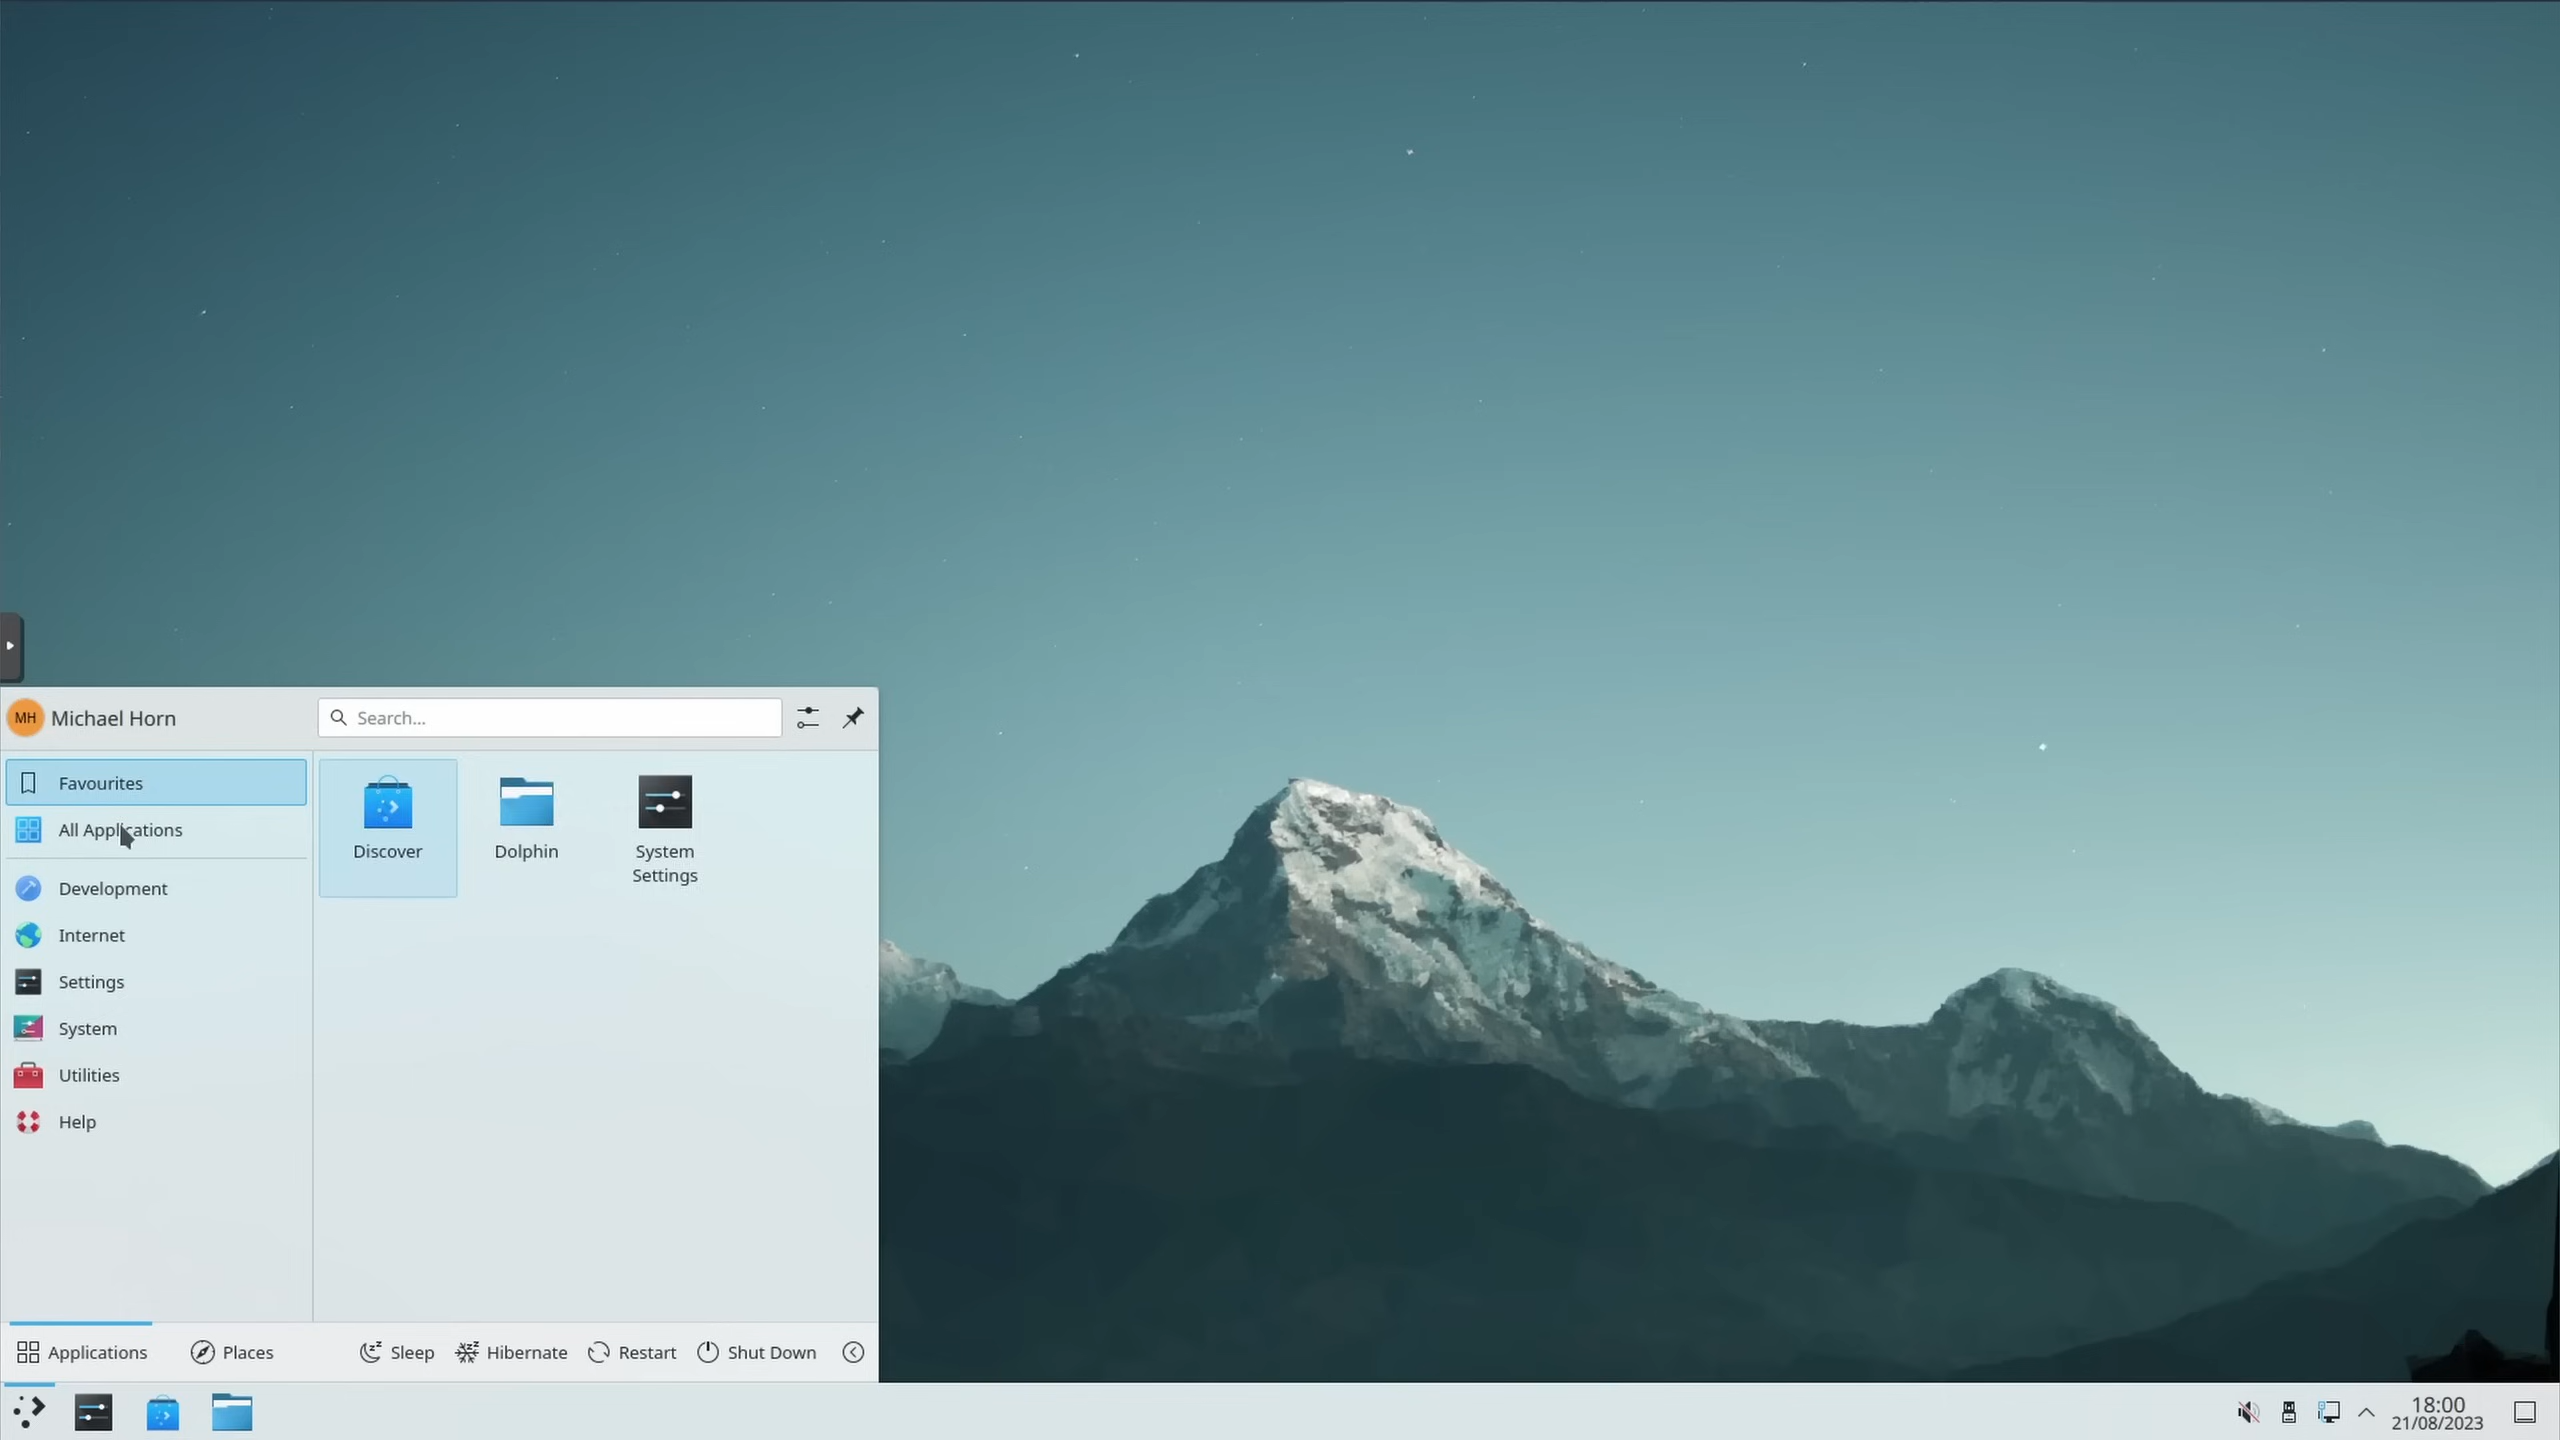 MH Michael Horn
Search...
Favourites
All Applications
Development
Internet
Settings
System
Utilities
Help
Discover
Dolphin
System
Settings
Applications
Places
Sleep
Hibernate
Restart
Shut Down
18:00
21/08/2023